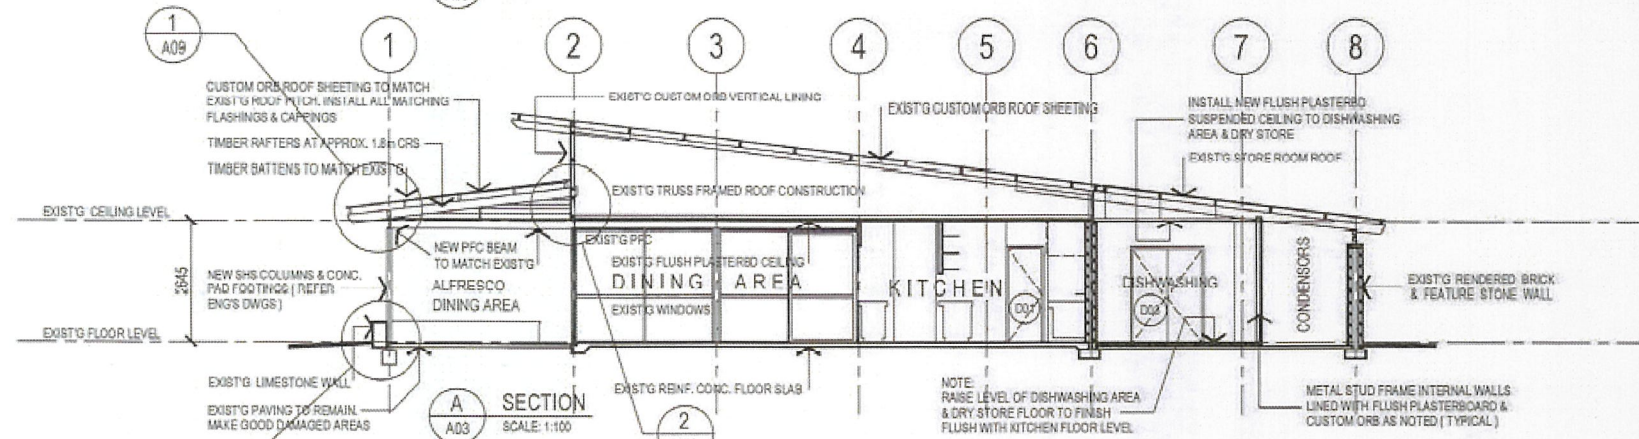 1
A09
1
2
3
4
5
6
7
8
CUSTOM ORB ROOF SHEETING TO MATCH
EXIST'G ROOF PITCH. INSTALL ALL MATCHING
FLASHINGS & CAPPINGS
TIMBER RAFTERS AT APPROX. 1.8m CRS
TIMBER BATTENS TO MATCH EXIST'G
EXIST'G CUSTOM ORB VERTICAL LINING
EXIST'G CUSTOM ORB ROOF SHEETING
INSTALL NEW FLUSH PLASTERED
SUSPENDED CEILING TO DISHWASHING
AREA & DRY STORE
EXIST'G STORE ROOM ROOF
EXIST'G TRUSS FRAMED ROOF CONSTRUCTION
EXIST'G CEILING LEVEL
2645
EXIST'G FLOOR LEVEL
NEW PFC BEAM
TO MATCH EXIST'G
NEW SHS COLUMNS & CONC.
PAD FOOTINGS ( REFER
ENG'S DWGS )
ALFRESCO
DINING AREA
EXIST'G PFC
EXIST'G FLUSH PLASTERED CEILING
DINING AREA
EXIST'G WINDOWS
KITCHEN
D01
DISHWASHING
D03
CONDENSORS
EXIST'G RENDERED BRICK
& FEATURE STONE WALL
EXIST'G LIMESTONE WALL
EXIST'G PAVING TO REMAIN.
MAKE GOOD DAMAGED AREAS
A
A03
SECTION
SCALE: 1:100
EXIST'G REINF. CONC. FLOOR SLAB
2
NOTE:
RAISE LEVEL OF DISHWASHING AREA
& DRY STORE FLOOR TO FINISH
FLUSH WITH KITCHEN FLOOR LEVEL
METAL STUD FRAME INTERNAL WALLS
LINED WITH FLUSH PLASTERBOARD &
CUSTOM ORB AS NOTED ( TYPICAL )